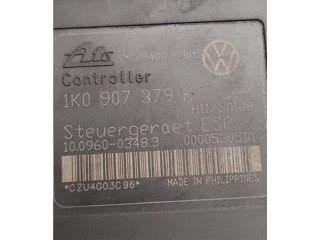 Ate
Controller
1K0 907 379
Steuergeraet ESP
10.0960-0348.3
*CZU4G03C96*
MADE IN PHILIPPINES